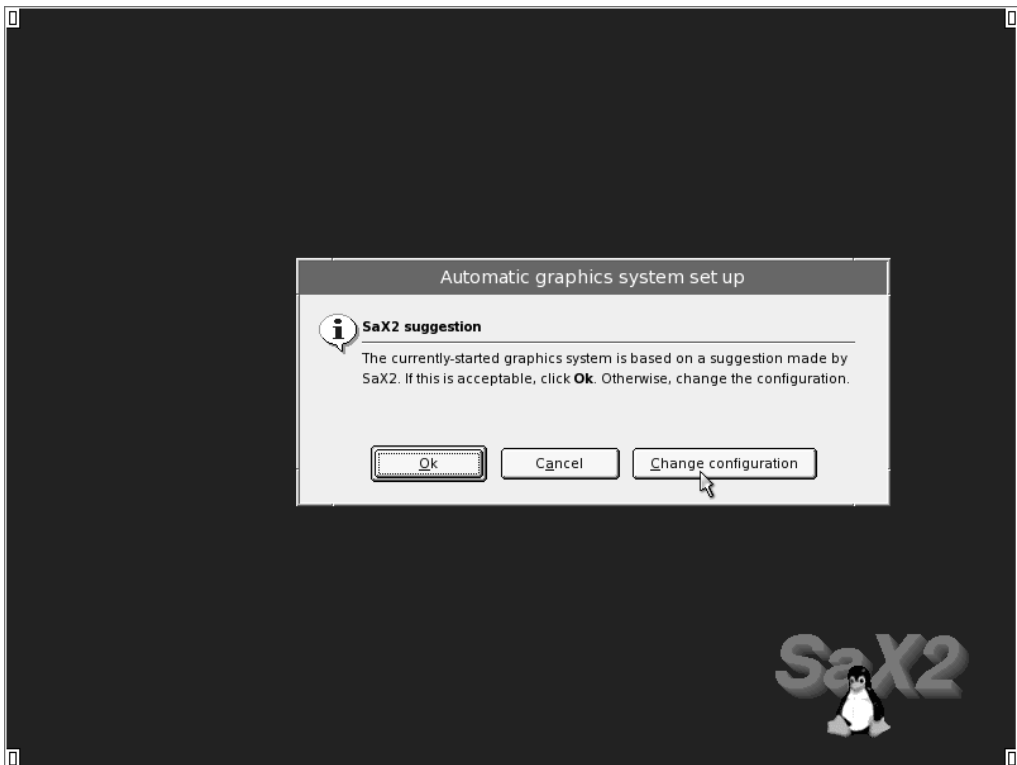 Automatic graphics system set up
SaX2 suggestion
The currently-started graphics system is based on a suggestion made by
SaX2. If this is acceptable, click Ok. Otherwise, change the configuration.
Ok
Cancel
Change configuration
SaX2